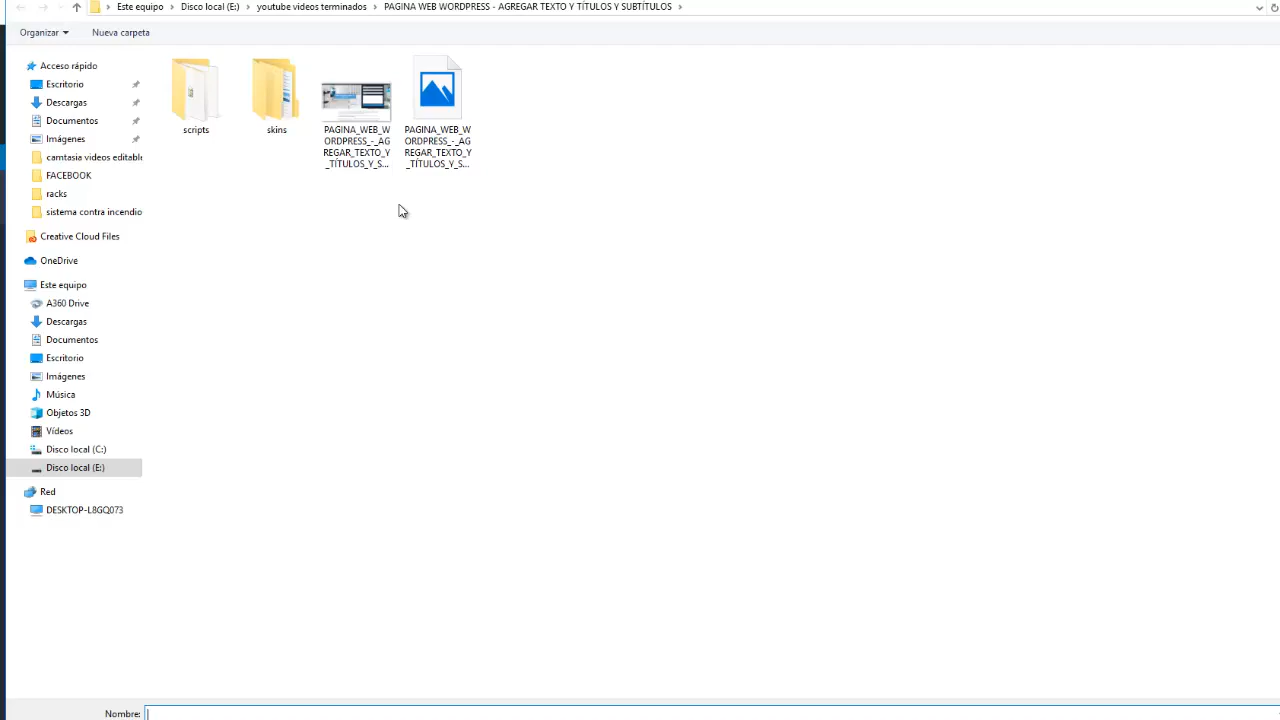 Este equipo > Disco local (E:) > youtube videos terminados > PAGINA WEB WORDPRESS - AGREGAR TEXTO Y TÍTULOS Y SUBTÍTULOS >
Organizar
Nueva carpeta
Acceso rápido
Escritorio
Descargas
Documentos
Imágenes
camtasia videos editable
FACEBOOK
racks
sistema contra incendio
Creative Cloud Files
OneDrive
Este equipo
A360 Drive
Descargas
Documentos
Escritorio
Imágenes
Música
Objetos 3D
Vídeos
Disco local (C:)
Disco local (E:)
Red
DESKTOP-L8GQ073
scripts
skins
PAGINA_WEB_W
ORDPRESS_-_AG
REGAR_TEXTO_Y
_TÍTULOS_Y_S...
PAGINA_WEB_W
ORDPRESS_-_AG
REGAR_TEXTO_Y
_TÍTULOS_Y_S...
Nombre: